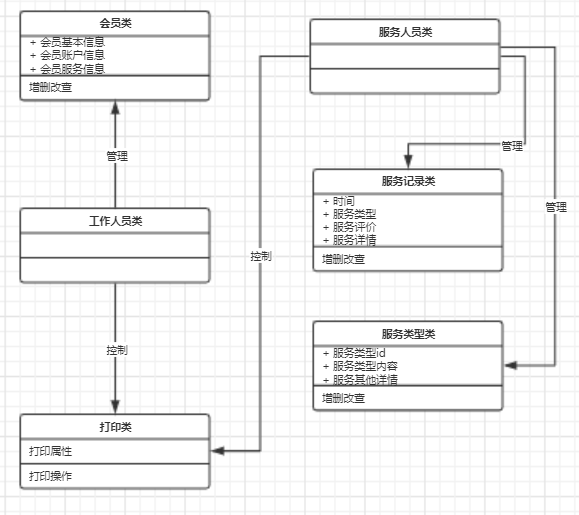 会员类
+ 会员基本信息
+ 会员账户信息
+ 会员服务信息
增删改查
管理
工作人员类
控制
打印类
打印属性
打印操作
服务人员类
管理
服务记录类
+ 时间
+ 服务类型
+ 服务评价
+ 服务详情
增删改查
管理
控制
服务类型类
+ 服务类型id
+ 服务类型内容
+ 服务其他详情
增删改查